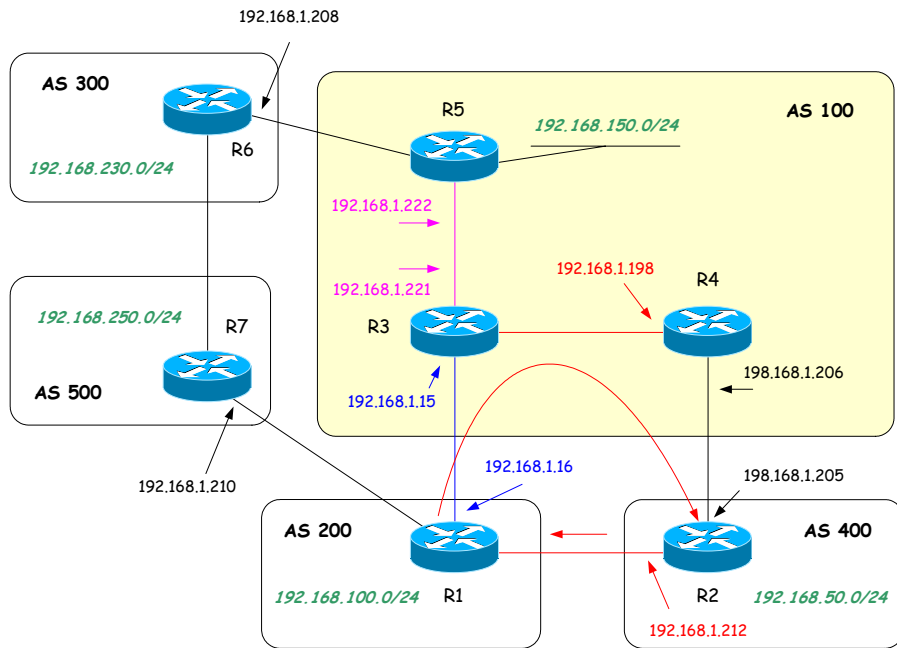 192.168.1.208
AS 300
R6
192.168.230.0/24
AS 100
R5
192.168.150.0/24
192.168.1.222
192.168.1.221
192.168.1.198
R4
R3
192.168.1.15
198.168.1.206
192.168.250.0/24
R7
AS 500
192.168.1.210
192.168.1.16
198.168.1.205
AS 200
192.168.100.0/24
R1
AS 400
R2
192.168.50.0/24
192.168.1.212